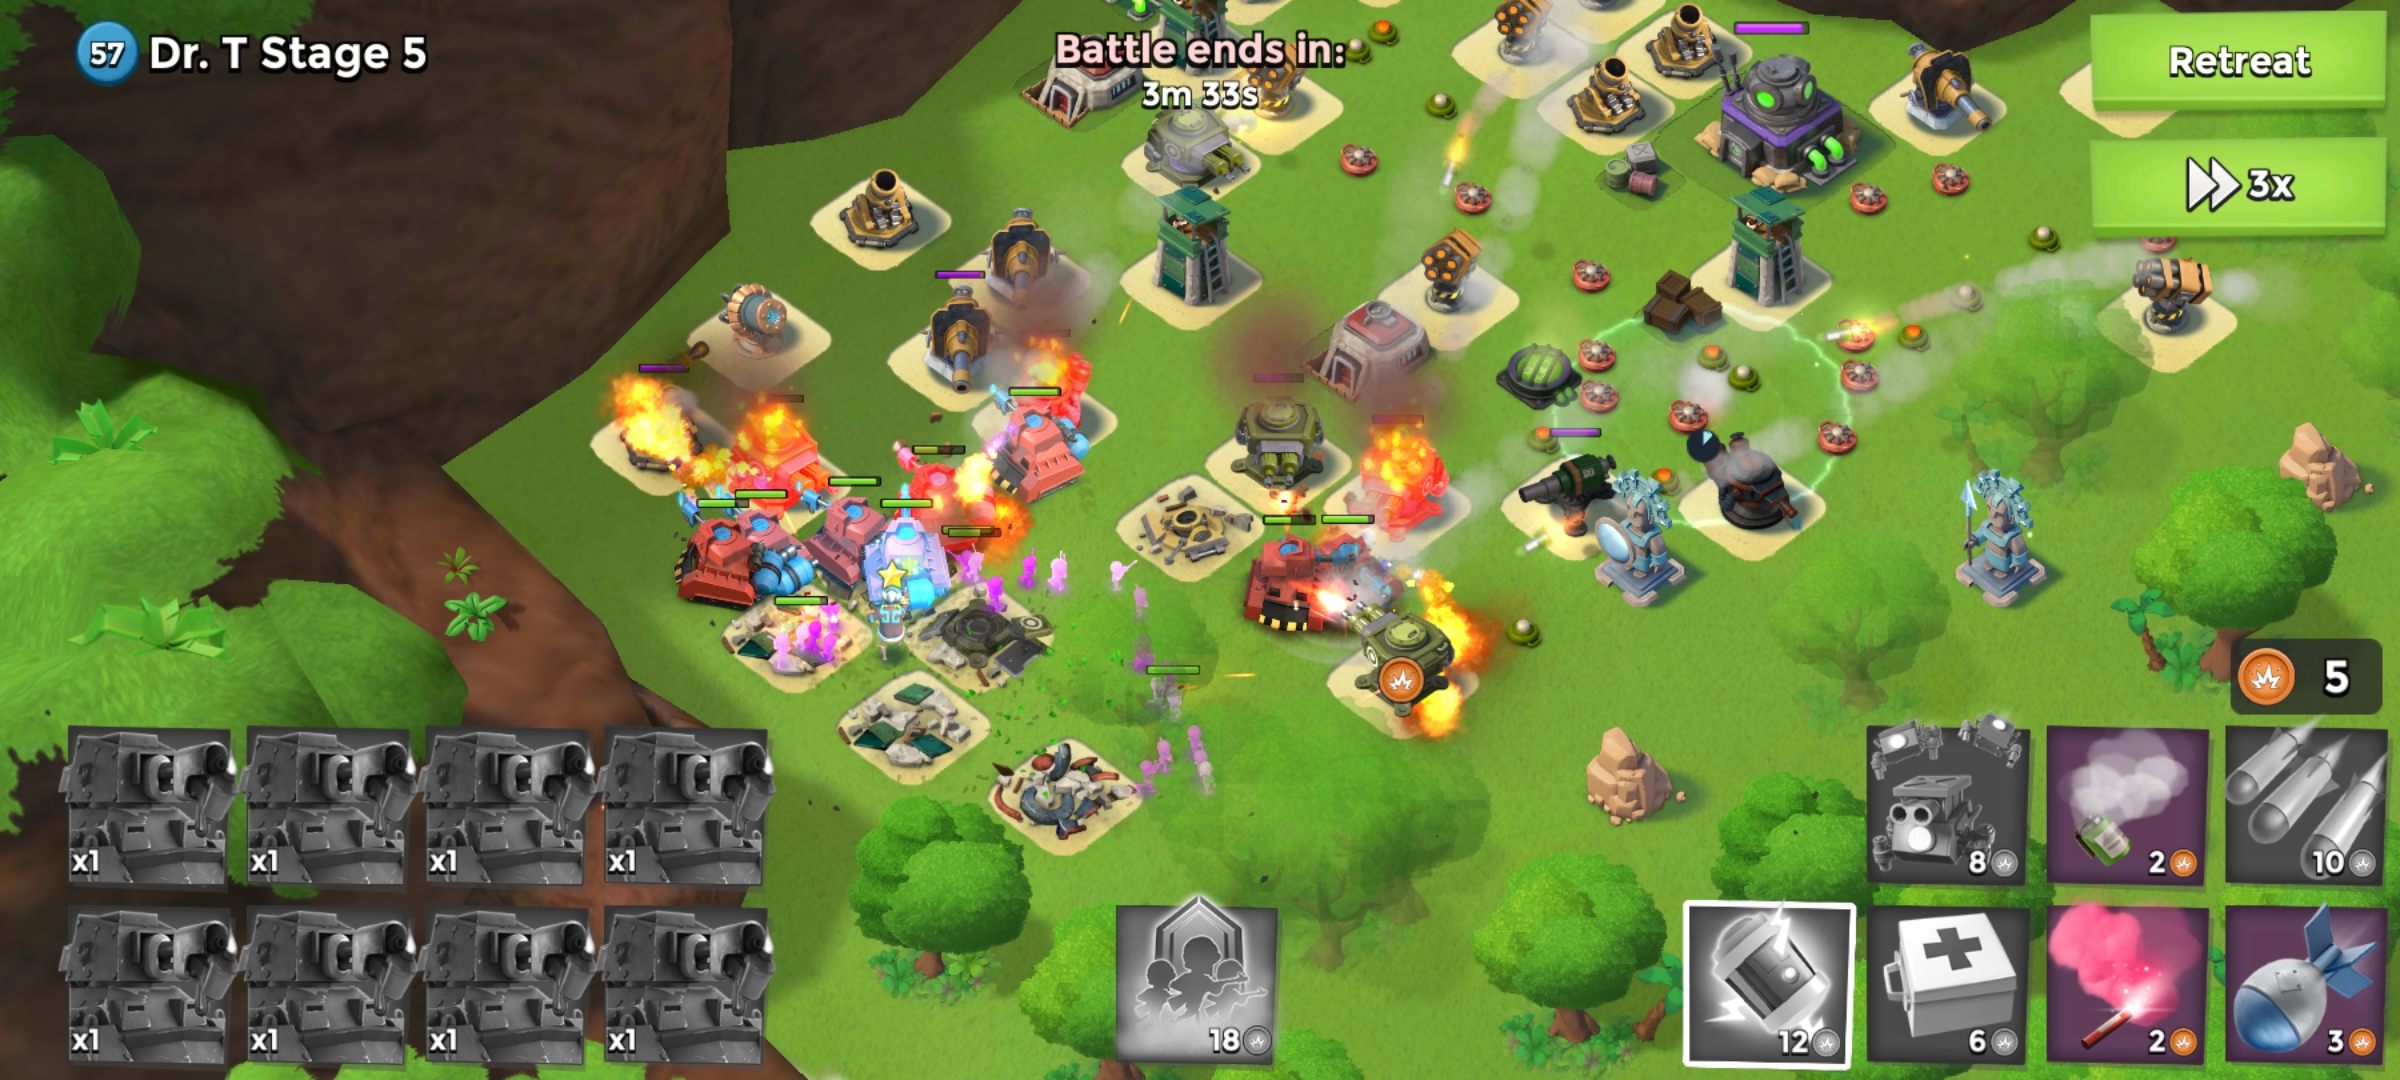 57 Dr. T Stage 5
Battle ends in:
3m 33s
Retreat
3x
5
x1 x1 x1 x1
8 2 10
x1 x1 x1 x1
18 12 6 2 3